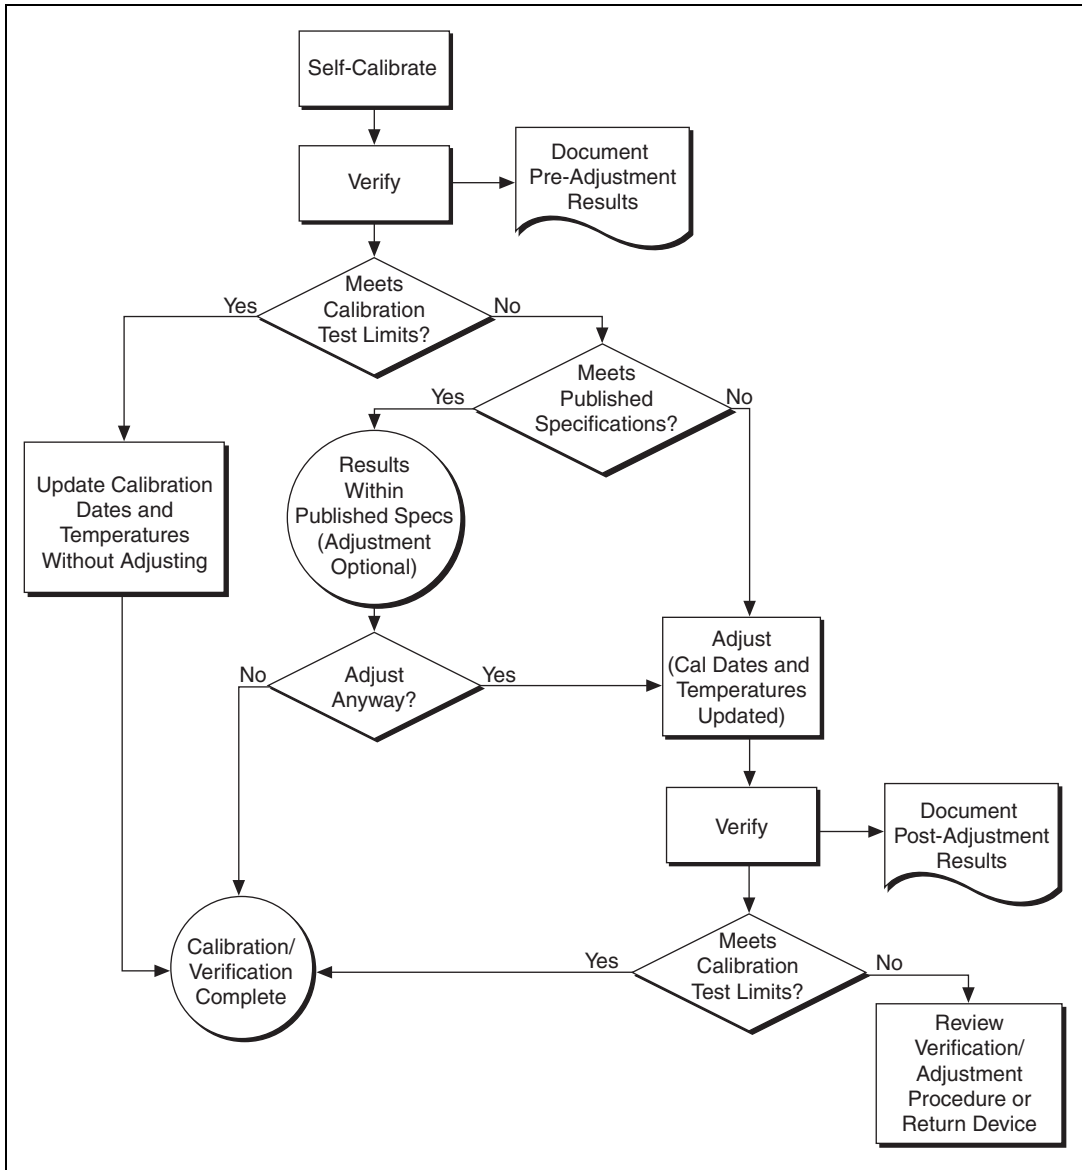 Self-Calibrate
Verify
Document
Pre-Adjustment
Results
Meets
Calibration
Test Limits?
Yes
No
Meets
Published
Specifications?
Yes
No
Update Calibration
Dates and
Temperatures
Without Adjusting
Results
Within
Published Specs
(Adjustment
Optional)
Adjust
Anyway?
No
Yes
Adjust
(Cal Dates and
Temperatures
Updated)
Verify
Document
Post-Adjustment
Results
Calibration/
Verification
Complete
Meets
Calibration
Test Limits?
Yes
No
Review
Verification/
Adjustment
Procedure or
Return Device